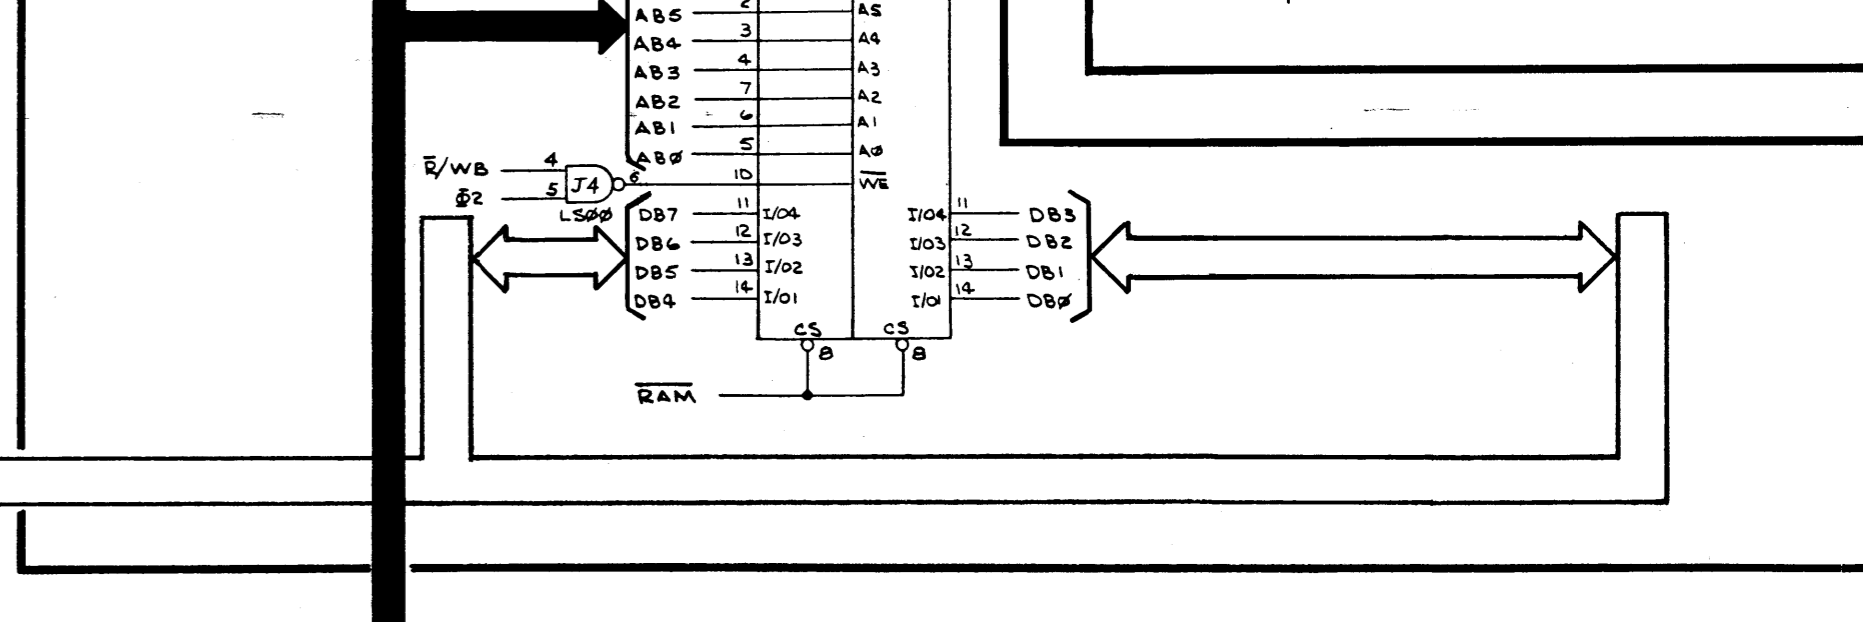 AB5 2 A5
AB4 3 A4
AB3 4 A3
AB2 7 A2
AB1 6 A1
ABØ 5 AØ
R̅/WB 4
Φ2 5 J4 6 10 W̅E̅
LSØØ
DB7 11 I/O4 I/O4 11 DB3
DB6 12 I/O3 I/O3 12 DB2
DB5 13 I/O2 I/O2 13 DB1
DB4 14 I/O1 I/O1 14 DBØ
CS CS
8 8
R̅A̅M̅